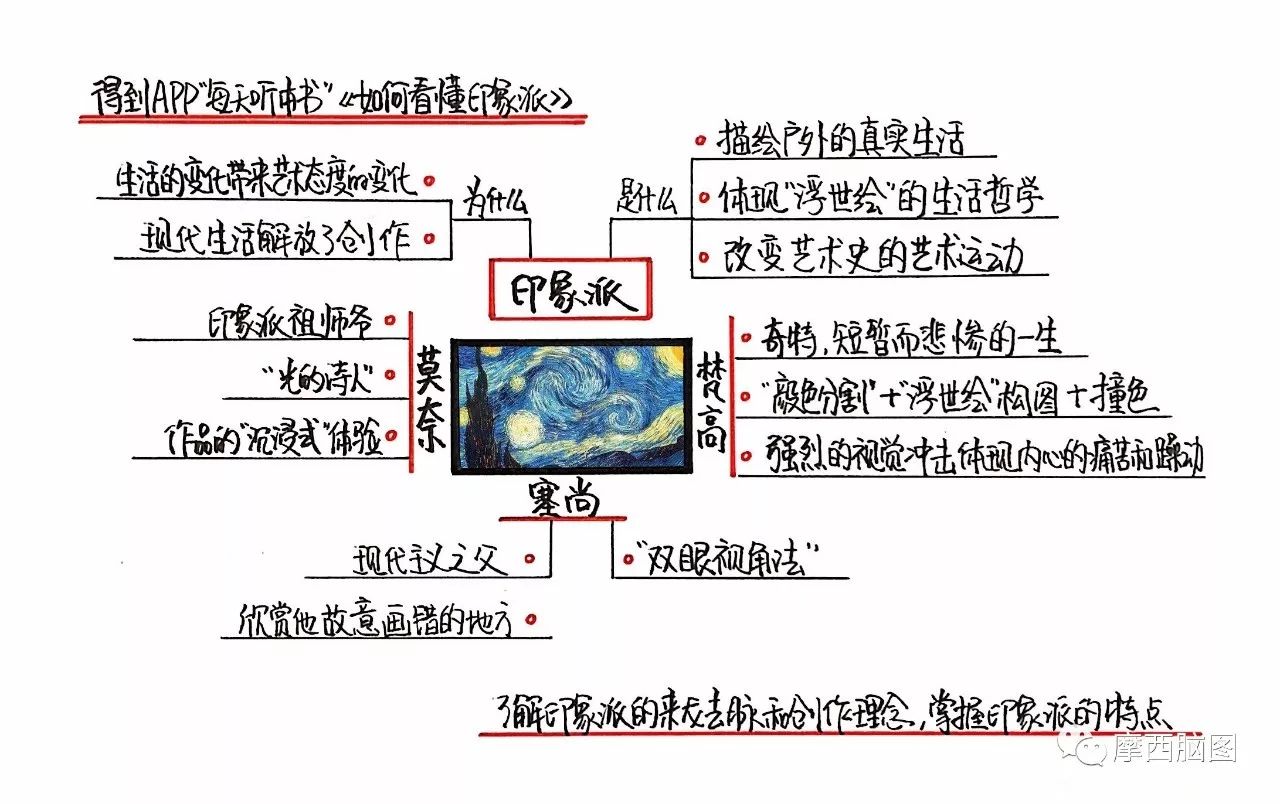 得到APP"每天听本书"《如何看懂印象派》
生活的变化带来艺术态度的变化
现代生活解放了创作
为什么
是什么
描绘户外的真实生活
体现"浮世绘"的生活哲学
改变艺术史的艺术运动
印象派
印象派祖师爷
"光的诗人"
作品的"沉浸式"体验
莫奈
梵高
奇特,短暂而悲惨的一生
"颜色分割"+"浮世绘"构图+撞色
强烈的视觉冲击体现内心的痛苦和躁动
塞尚
现代主义之父
欣赏他故意画错的地方
"双眼视角法"
了解印象派的来龙去脉和创作理念,掌握印象派的特点
摩西脑图